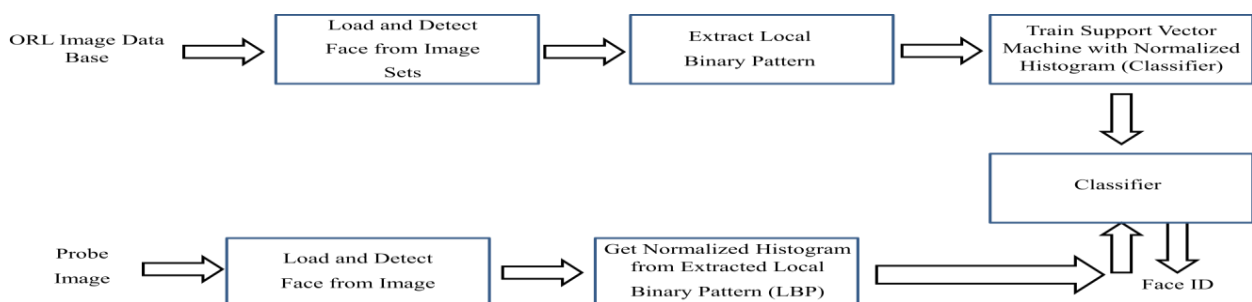 ORL Image Data
Base
Load and Detect
Face from Image
Sets
Extract Local
Binary Pattern
Train Support Vector
Machine with Normalized
Histogram (Classifier)
Classifier
Probe
Image
Load and Detect
Face from Image
Get Normalized Histogram
from Extracted Local
Binary Pattern (LBP)
Face ID